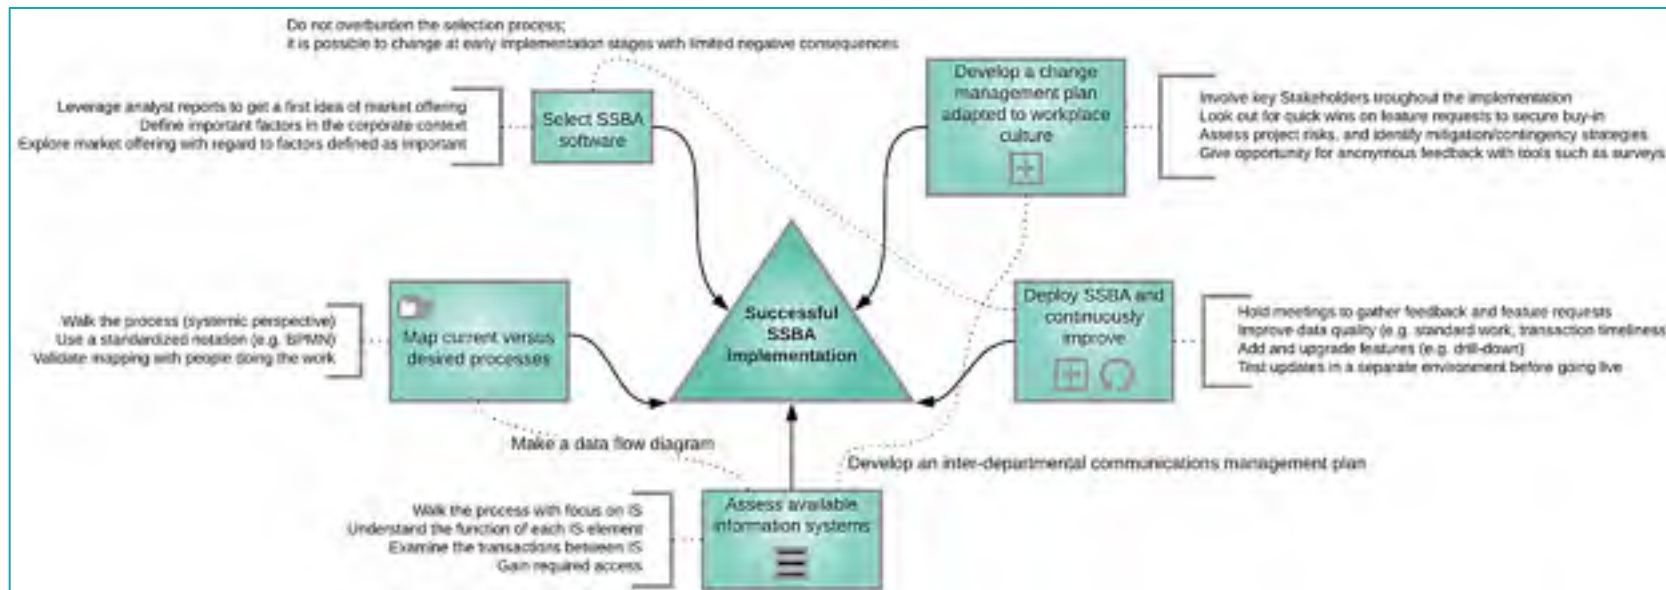 Do not overburden the selection process;
it is possible to change at early implementation stages with limited negative consequences
Leverage analyst reports to get a first idea of market offering
Define important factors in the corporate context
Explore market offering with regard to factors defined as important
Select SSBA
software
Develop a change
management plan
adapted to workplace
culture
Involve key Stakeholders troughout the implementation
Look out for quick wins on feature requests to secure buy-in
Assess project risks, and identify mitigation/contingency strategies
Give opportunity for anonymous feedback with tools such as surveys
Walk the process (systemic perspective)
Use a standardized notation (e.g. BPMN)
Validate mapping with people doing the work
Map current versus
desired processes
Successful
SSBA
Implementation
Deploy SSBA and
continuously
improve
Hold meetings to gather feedback and feature requests
Improve data quality (e.g. standard work, transaction timeliness
Add and upgrade features (e.g. drill-down)
Test updates in a separate environment before going live
Make a data flow diagram
Develop an inter-departmental communications management plan
Walk the process with focus on IS
Understand the function of each IS element
Examine the transactions between IS
Gain required access
Assess available
information systems